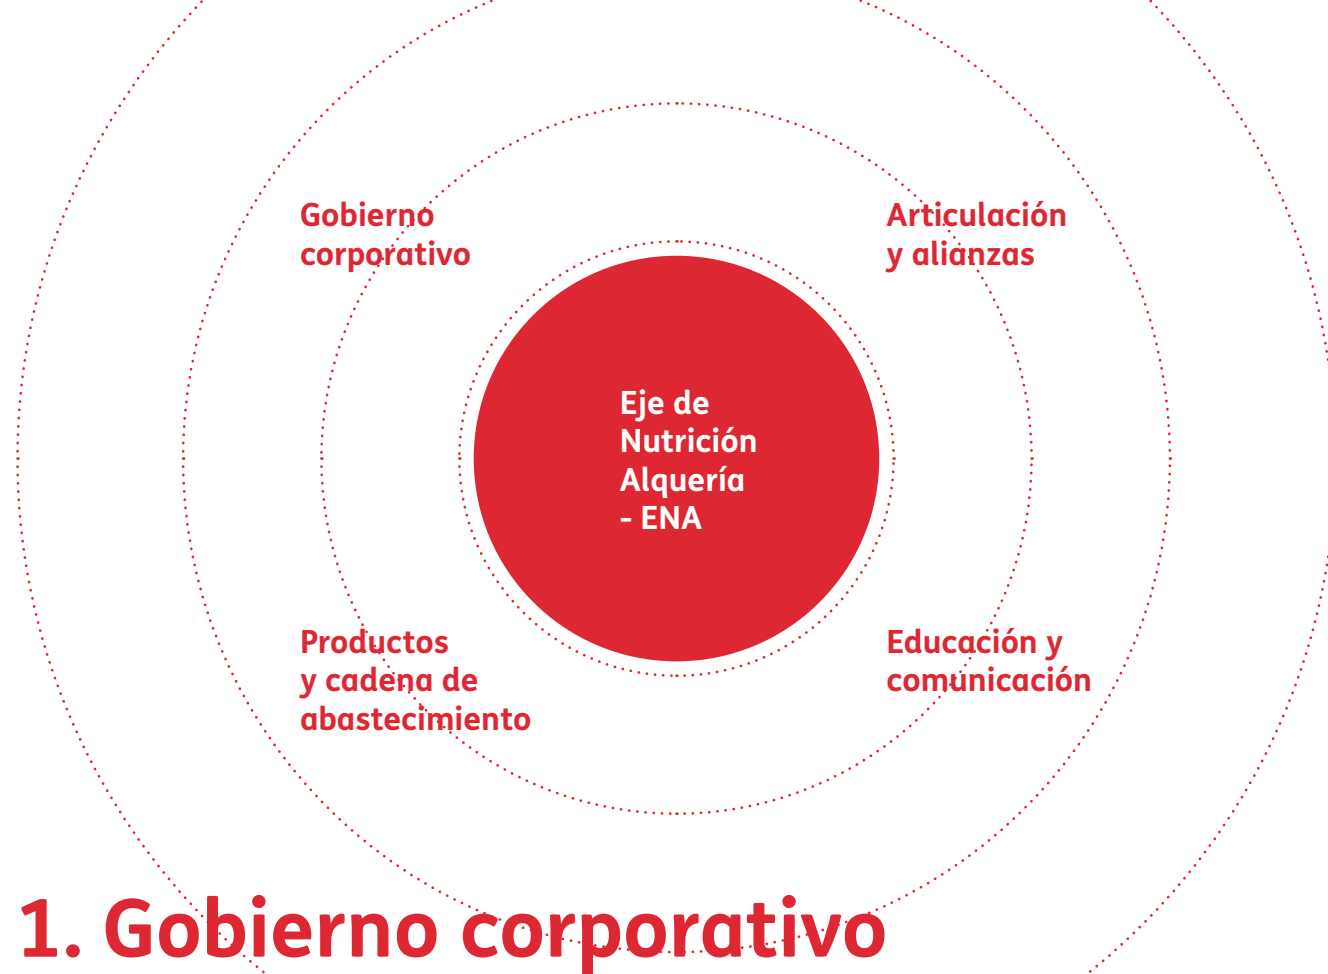 Gobierno
corporativo
Articulación
y alianzas
Eje de
Nutrición
Alquería
- ENA
Productos
y cadena de
abastecimiento
Educación y
comunicación
1. Gobierno corporativo